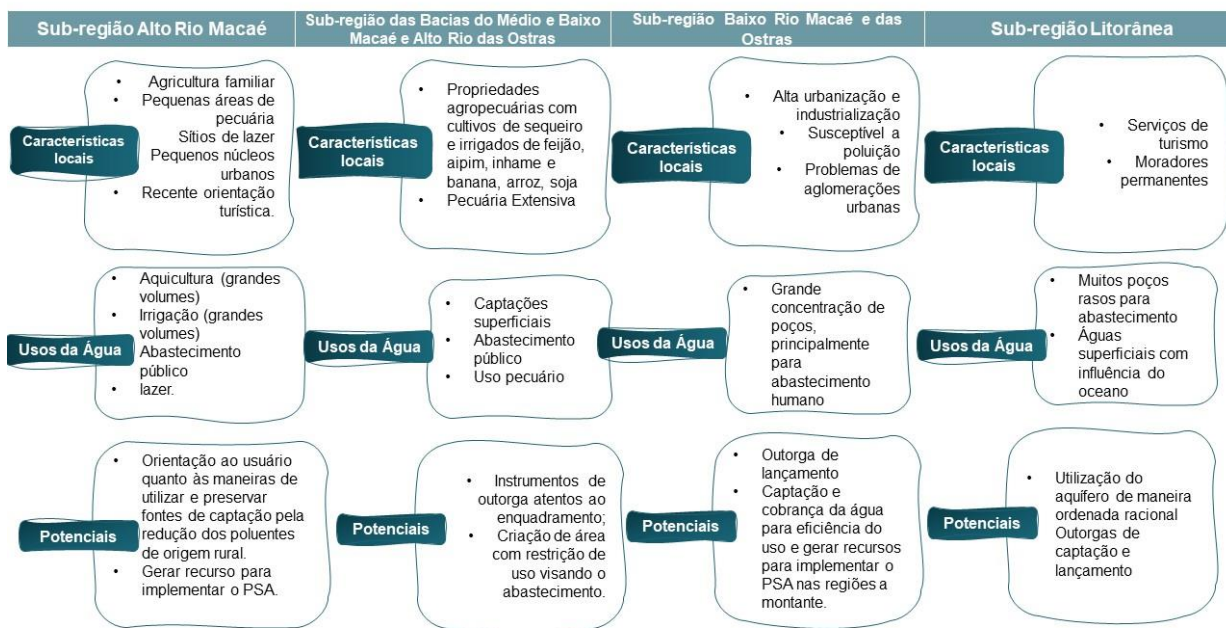 Sub-região Alto Rio Macaé
Sub-região das Bacias do Médio e Baixo
Macaé e Alto Rio das Ostras
Sub-região Baixo Rio Macaé e das
Ostras
Sub-região Litorânea
Características
locais
• Agricultura familiar
• Pequenas áreas de
pecuária
Sítios de lazer
Pequenos núcleos
urbanos
• Recente orientação
turística.
Características
locais
• Propriedades
agropecuárias com
cultivos de sequeiro
e irrigados de feijão,
aipim, inhame e
banana, arroz, soja
• Pecuária Extensiva
Características
locais
• Alta urbanização e
industrialização
• Susceptível a
poluição
• Problemas de
aglomerações
urbanas
Características
locais
• Serviços de
turismo
• Moradores
permanentes
Usos da Água
• Aquicultura (grandes
volumes)
• Irrigação (grandes
volumes)
• Abastecimento
público
• lazer.
Usos da Água
• Captações
superficiais
• Abastecimento
público
• Uso pecuário
Usos da Água
• Grande
concentração de
poços,
principalmente
para
abastecimento
humano
Usos da Água
• Muitos poços
rasos para
abastecimento
• Águas
superficiais com
influência do
oceano
Potenciais
• Orientação ao usuário
quanto às maneiras de
utilizar e preservar
fontes de captação pela
redução dos poluentes
de origem rural.
• Gerar recurso para
implementar o PSA.
Potenciais
• Instrumentos de
outorga atentos ao
enquadramento;
• Criação de área
com restrição de
uso visando o
abastecimento.
Potenciais
• Outorga de
lançamento
• Captação e
cobrança da água
para eficiência do
uso e gerar recursos
para implementar o
PSA nas regiões a
montante.
Potenciais
• Utilização do
aquífero de maneira
ordenada racional
Outorgas de
captação e
lançamento